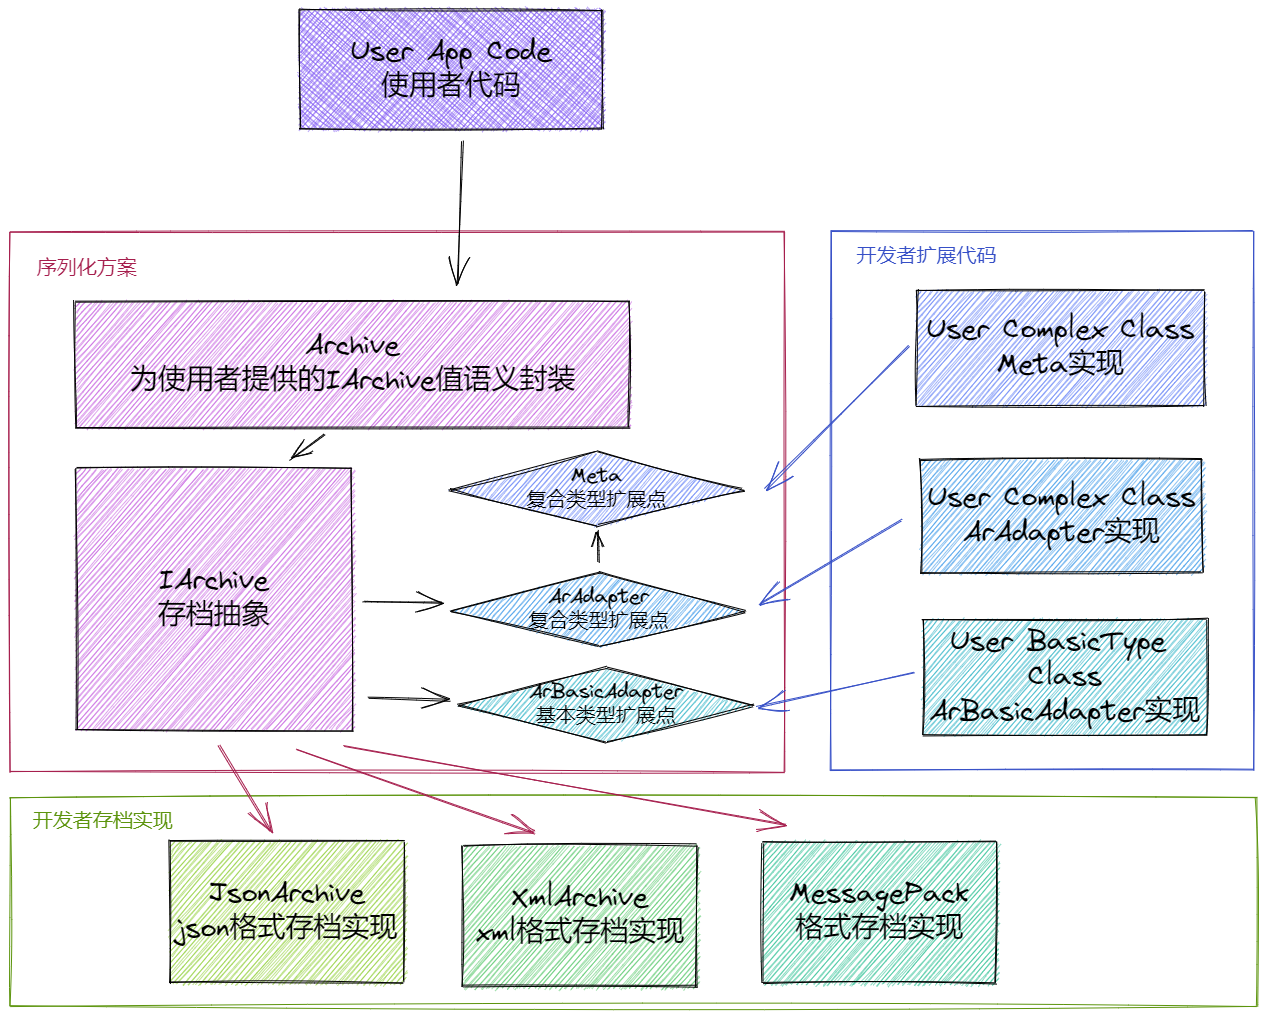 User App Code
使用者代码
序列化方案
Archive
为使用者提供的IArchive值语义封装
IArchive
存档抽象
Meta
复合类型扩展点
ArAdapter
复合类型扩展点
ArBasicAdapter
基本类型扩展点
开发者扩展代码
User Complex Class
Meta实现
User Complex Class
ArAdapter实现
User BasicType
Class
ArBasicAdapter实现
开发者存档实现
JsonArchive
json格式存档实现
XmlArchive
xml格式存档实现
MessagePack
格式存档实现